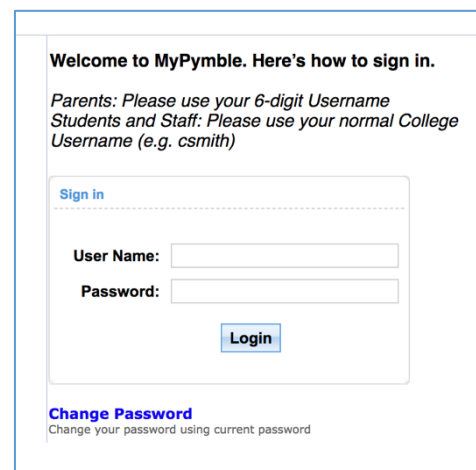 Welcome to MyPymble. Here’s how to sign in.
Parents: Please use your 6-digit Username
Students and Staff: Please use your normal College
Username (e.g. csmith)
Sign in
User Name:
Password:
Login
Change Password
Change your password using current password